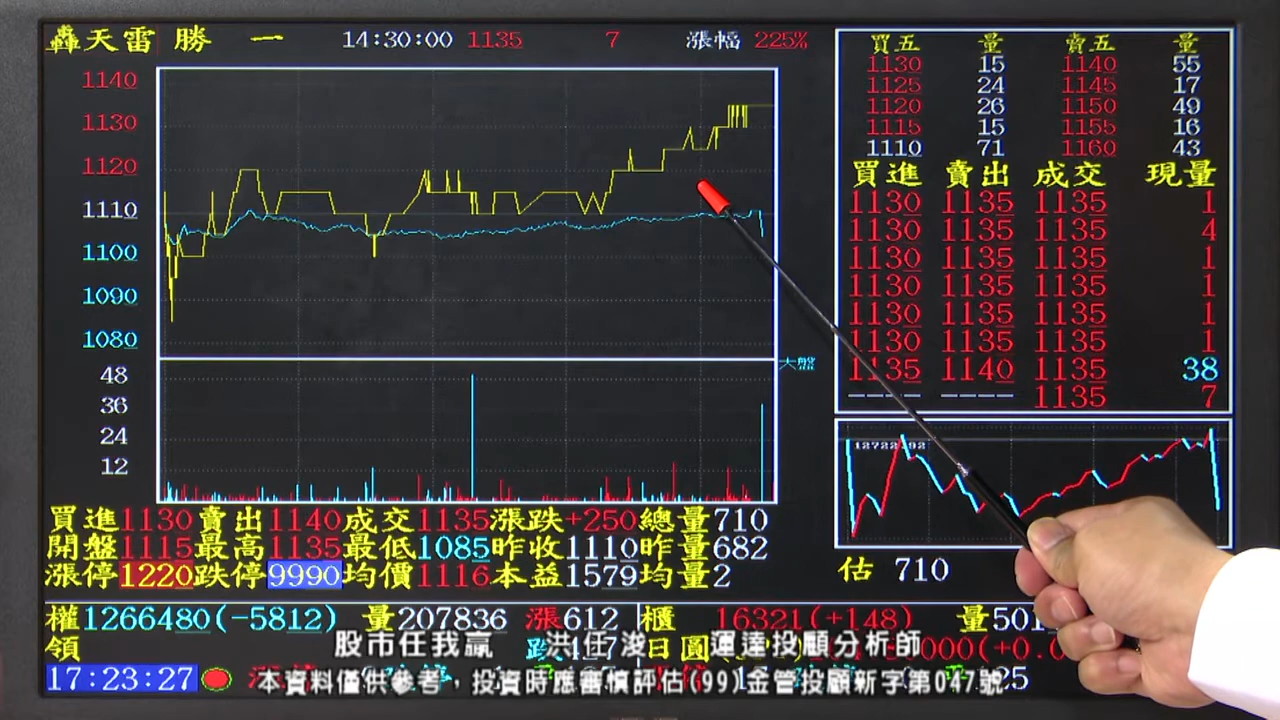 轟天雷 勝一 14:30:00 1135 7 漲幅 225%
買五 量 賣五 量
1130 15 1140 55
1125 24 1145 17
1120 26 1150 49
1115 15 1155 16
1110 71 1160 43
買進 賣出 成交 現量
1130 1135 1135 1
1130 1135 1135 4
1130 1135 1135 1
1130 1135 1135 1
1130 1135 1135 1
1130 1135 1135 1
1135 1140 1135 38
---- ---- 1135 7
1140
1130
1120
1110
1100
1090
1080
大盤
48
36
24
12
12722.92
買進1130賣出1140成交1135漲跌+250總量710
開盤1115最高1135最低1085昨收1110昨量682
漲停1220跌停9990均價1116本益1579均量2
估 710
權1266480(-5812) 量207836 漲612 櫃 16321(+148) 量501
領 跌427 日圓
股市任我贏 洪任浚 運達投顧分析師
17:23:27
本資料僅供參考，投資時應審慎評估(99)金管投顧新字第047號